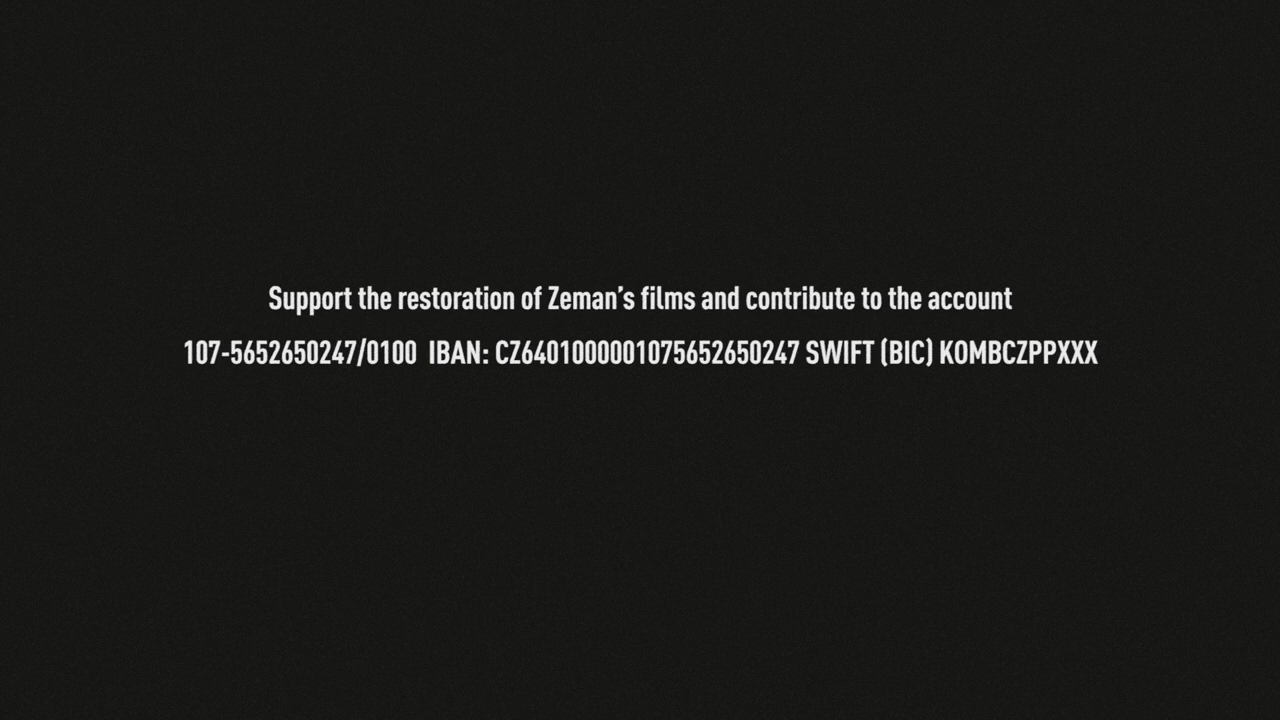 Support the restoration of Zeman’s films and contribute to the account
107-5652650247/0100 IBAN: CZ6401000001075652650247 SWIFT (BIC) KOMBCZPPXXX